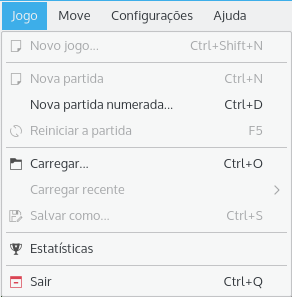 Jogo Move Configurações Ajuda
Novo jogo... Ctrl+Shift+N
Nova partida Ctrl+N
Nova partida numerada... Ctrl+D
Reiniciar a partida F5
Carregar... Ctrl+O
Carregar recente
Salvar como... Ctrl+S
Estatísticas
Sair Ctrl+Q